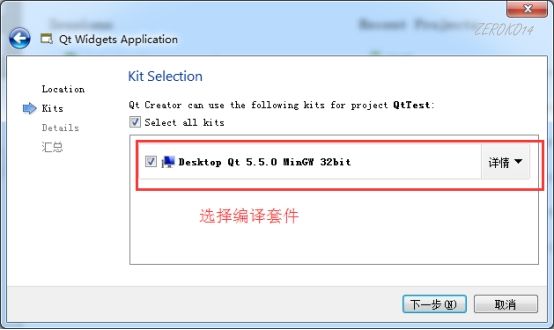 ZEROKO14
Qt Widgets Application
Kit Selection
Location
Kits
Details
汇总
Qt Creator can use the following kits for project QtTest:
Select all kits
Desktop Qt 5.5.0 MinGW 32bit
详情
选择编译套件
下一步(N)
取消